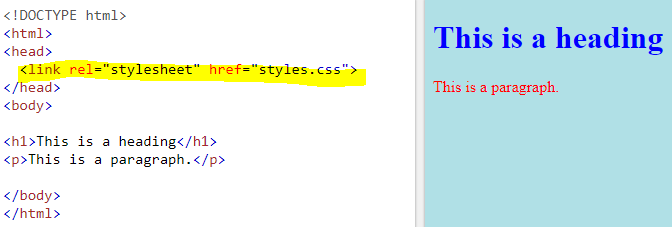 <!DOCTYPE html>
<html>
<head>
  <link rel="stylesheet" href="styles.css">
</head>
<body>

<h1>This is a heading</h1>
<p>This is a paragraph.</p>

</body>
</html>
This is a heading
This is a paragraph.